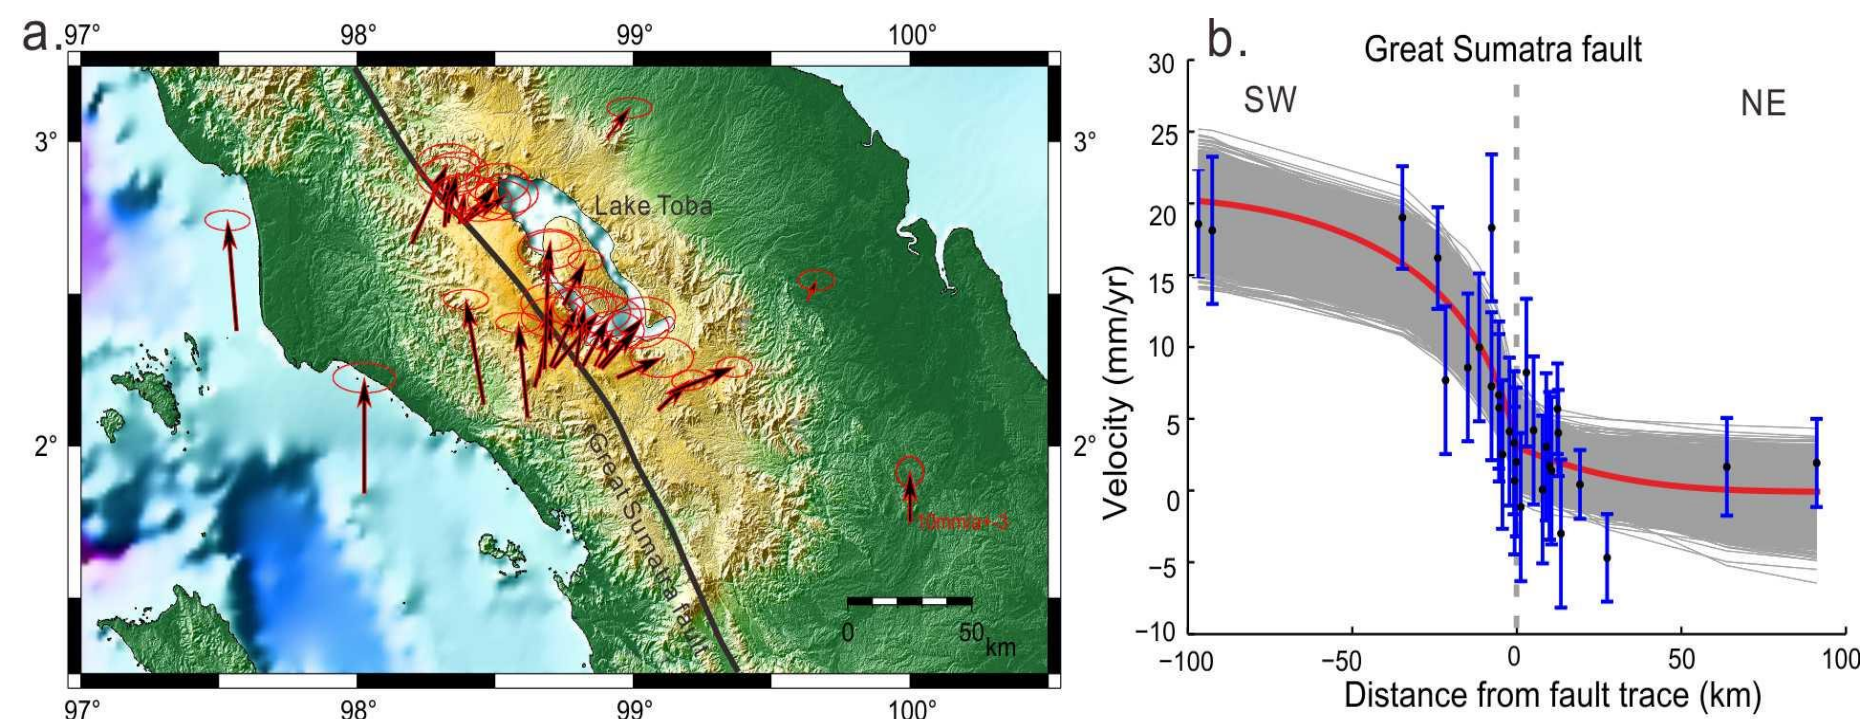 a.
97° 98° 99° 100°
3° 3°
Lake Toba
2° 2°
Great Sumatra fault
10mm/a+-3
0 50 km
97° 98° 99° 100°
b.
Great Sumatra fault
SW NE
Velocity (mm/yr)
30
25
20
15
10
5
0
−5
−10
−100 −50 0 50 100
Distance from fault trace (km)